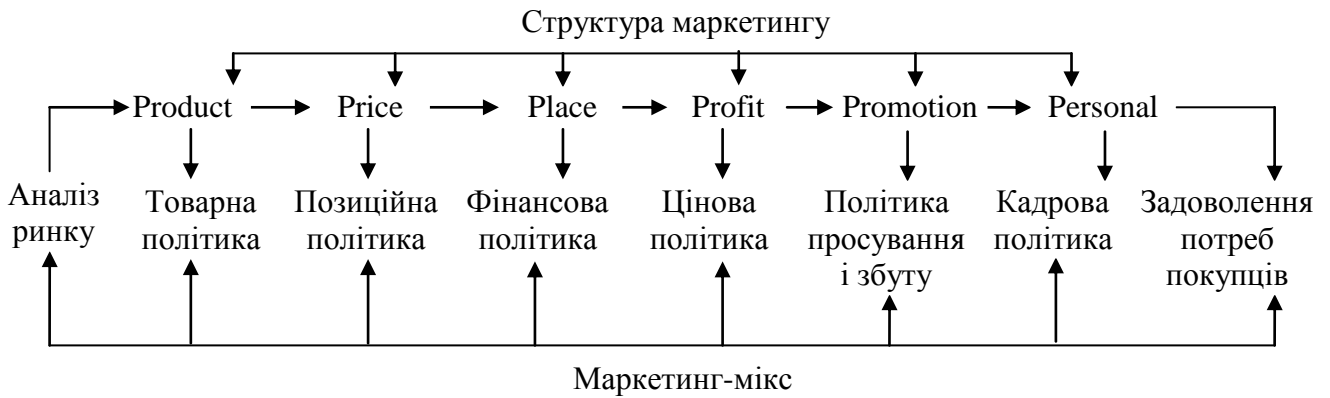 Структура маркетингу
Product Price Place Profit Promotion Personal
Аналіз
ринку
Товарна
політика
Позиційна
політика
Фінансова
політика
Цінова
політика
Політика
просування
і збуту
Кадрова
політика
Задоволення
потреб
покупців
Маркетинг-мікс